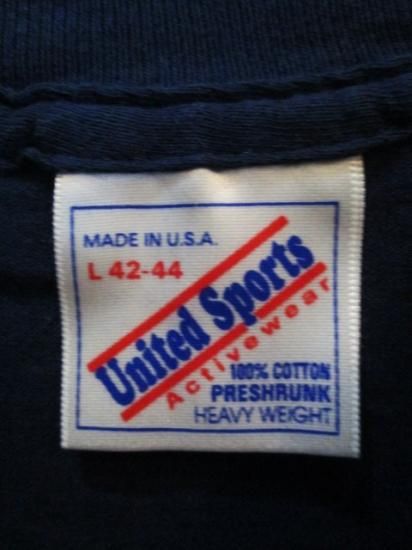 MADE IN U.S.A.
L 42-44
United Sports
Activewear
100% COTTON
PRESHRUNK
HEAVY WEIGHT